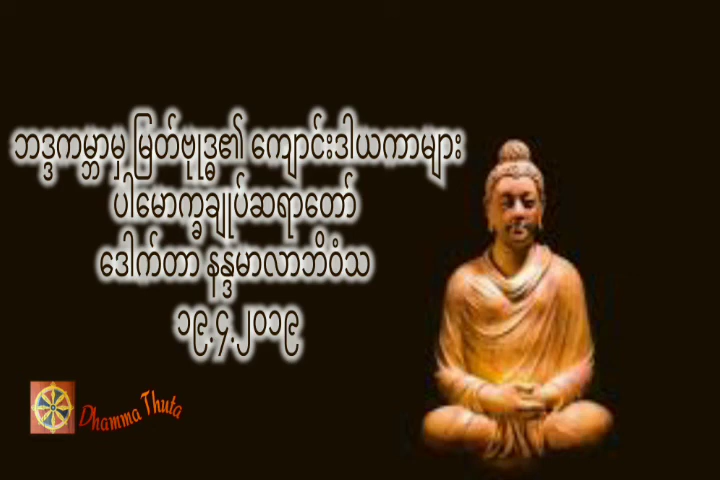 ဘဒ္ဒကမ္ဘာမှ မြတ်ဗုဒ္ဓ၏ ကျောင်းဒါယကာများ
ပါမောက္ခချုပ်ဆရာတော်
ဒေါက်တာ နန္ဒမာလာဘိဝံသ
၁၉.၄.၂၀၁၉
Dhamma Thuta